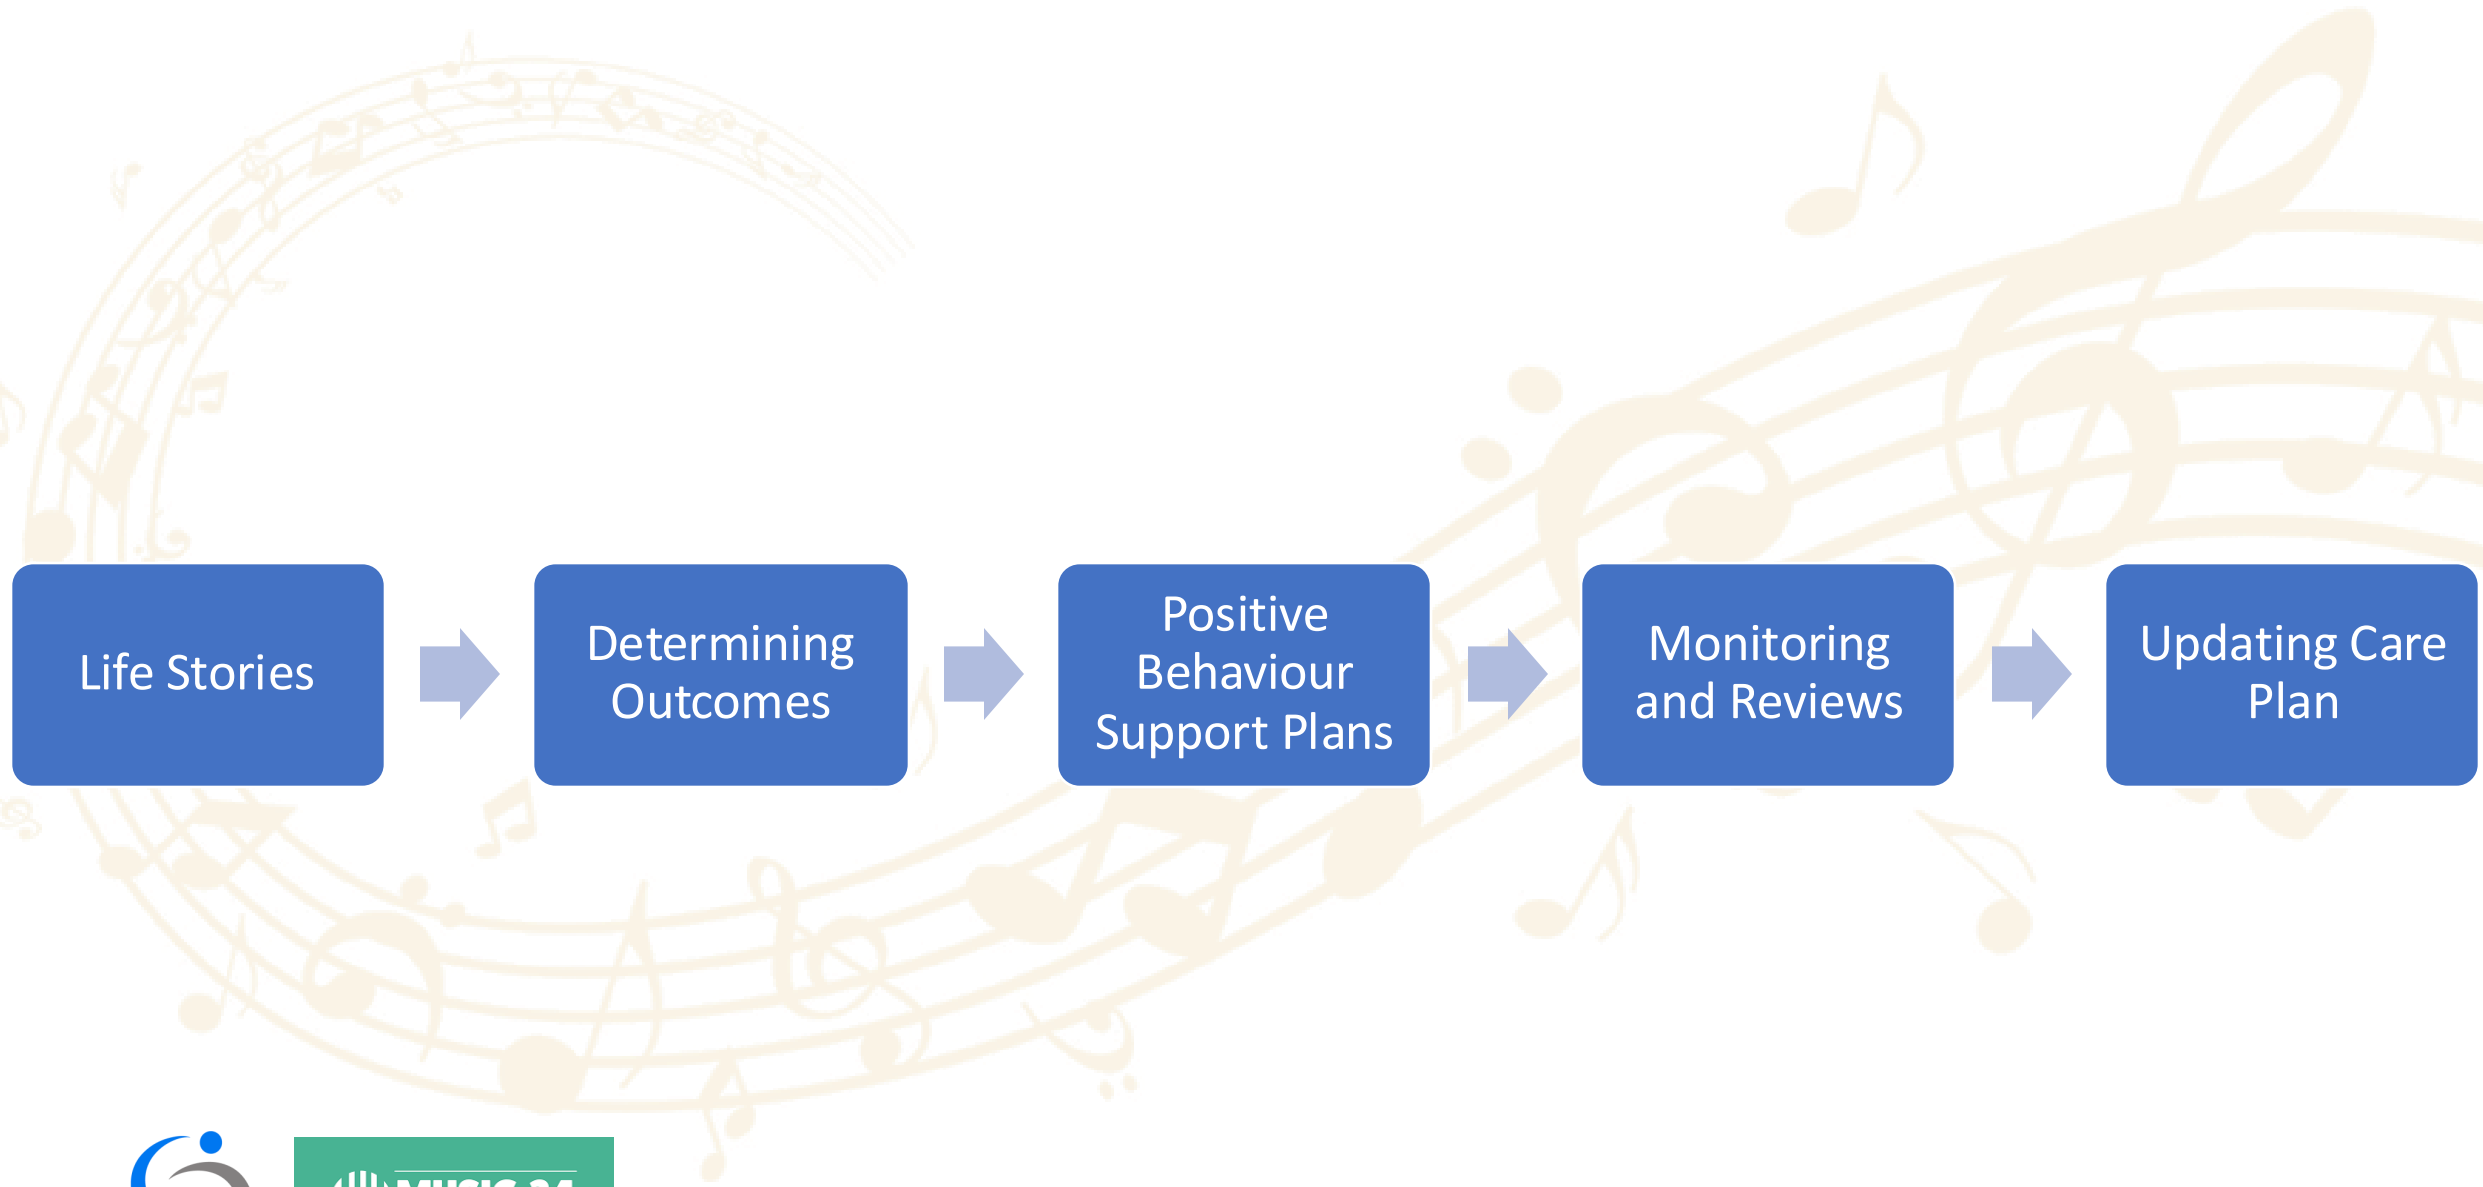 Life Stories
Determining
Outcomes
Positive
Behaviour
Support Plans
Monitoring
and Reviews
Updating Care
Plan